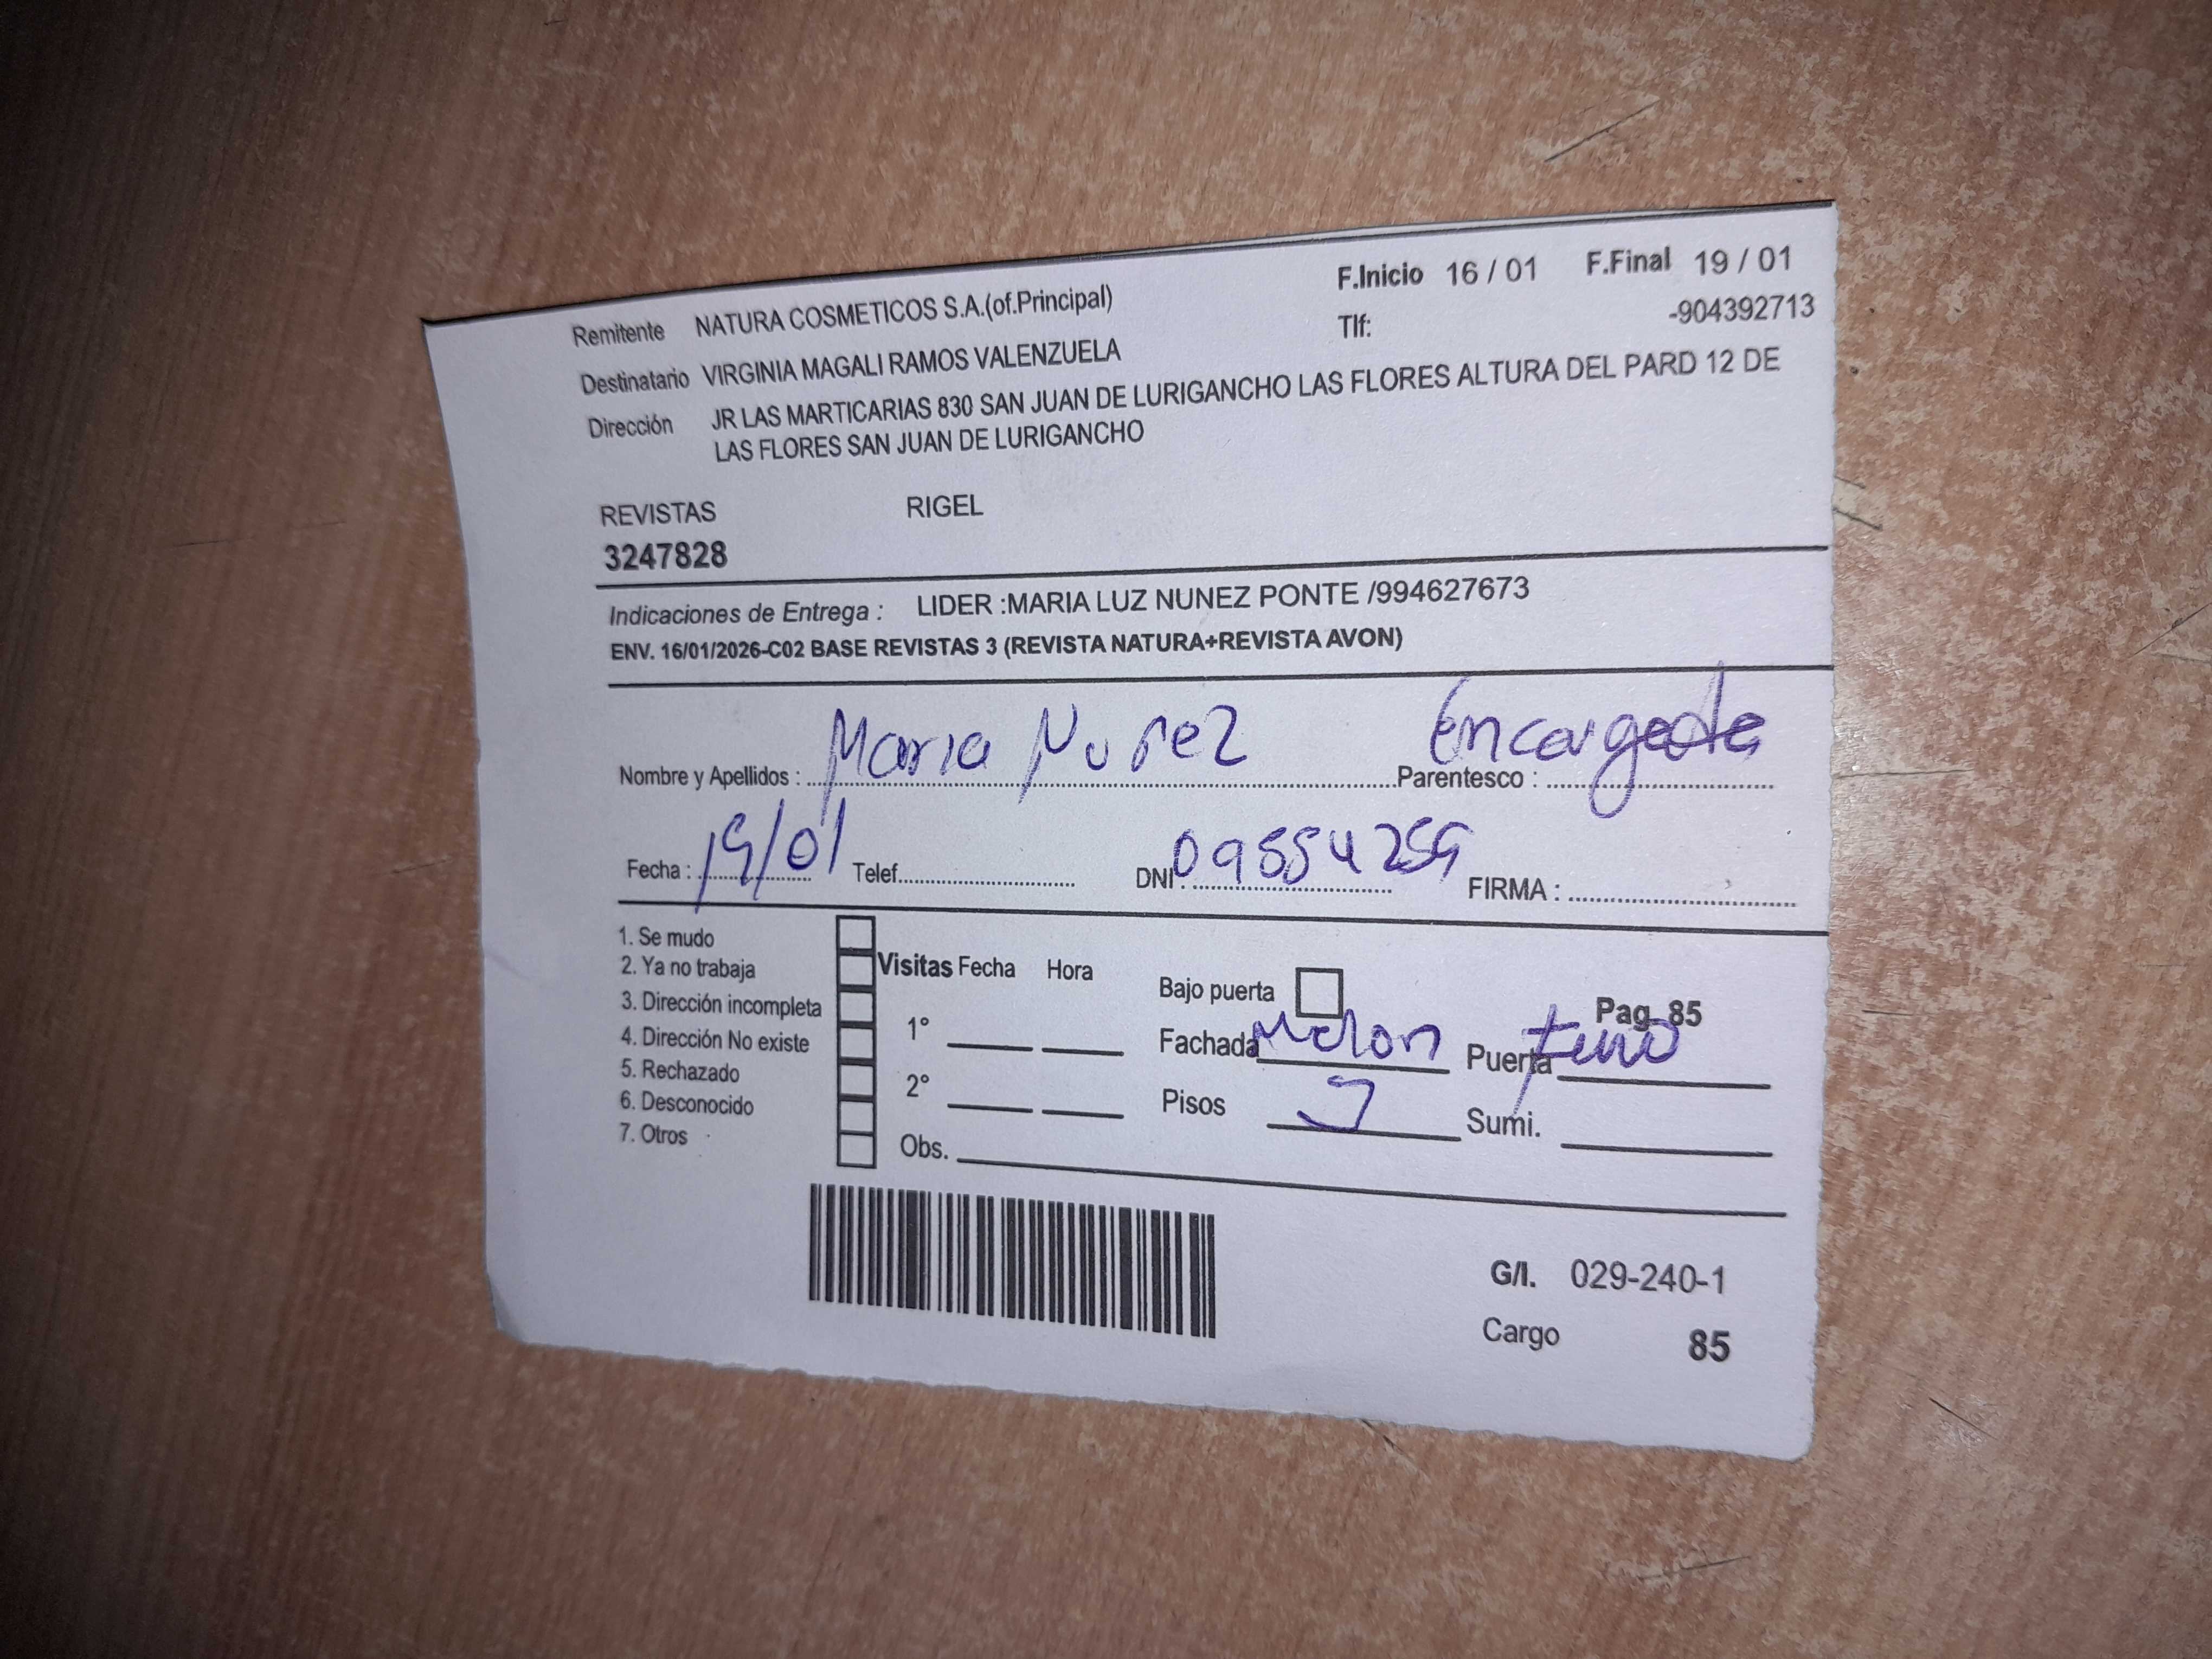 Remitente NATURA COSMETICOS S.A.(of.Principal) F.Inicio 16 / 01 F.Final 19 / 01
Tlf: -904392713
Destinatario VIRGINIA MAGALI RAMOS VALENZUELA
Dirección JR LAS MARTICARIAS 830 SAN JUAN DE LURIGANCHO LAS FLORES ALTURA DEL PARD 12 DE
LAS FLORES SAN JUAN DE LURIGANCHO
REVISTAS RIGEL
3247828
Indicaciones de Entrega : LIDER :MARIA LUZ NUNEZ PONTE /994627673
ENV. 16/01/2026-C02 BASE REVISTAS 3 (REVISTA NATURA+REVISTA AVON)
Nombre y Apellidos : Maria Nuñez Parentesco : Encargada
Fecha : 19/01 Telef. DNI : FIRMA :
1. Se mudo
2. Ya no trabaja
3. Dirección incompleta
4. Dirección No existe
5. Rechazado
6. Desconocido
7. Otros
Visitas Fecha Hora
1°
2°
Obs.
Bajo puerta Pag. 85
Fachada Melon Puerta
Pisos Sumi.
G/I. 029-240-1
Cargo 85